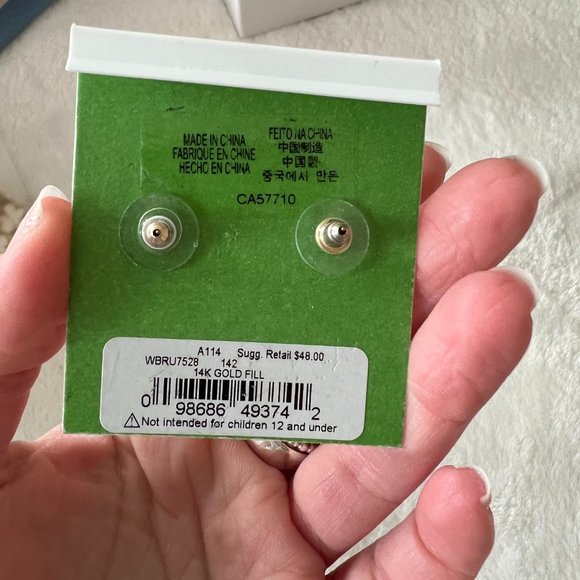 MADE IN CHINA
FABRIQUE EN CHINE
HECHO EN CHINA
FEITO NA CHINA
中国制造
中国製
중국에서 만든
CA57710
A114 Sugg. Retail $48.00
WBRU7528 142
14K GOLD FILL
0 98686 49374 2
⚠Not intended for children 12 and under